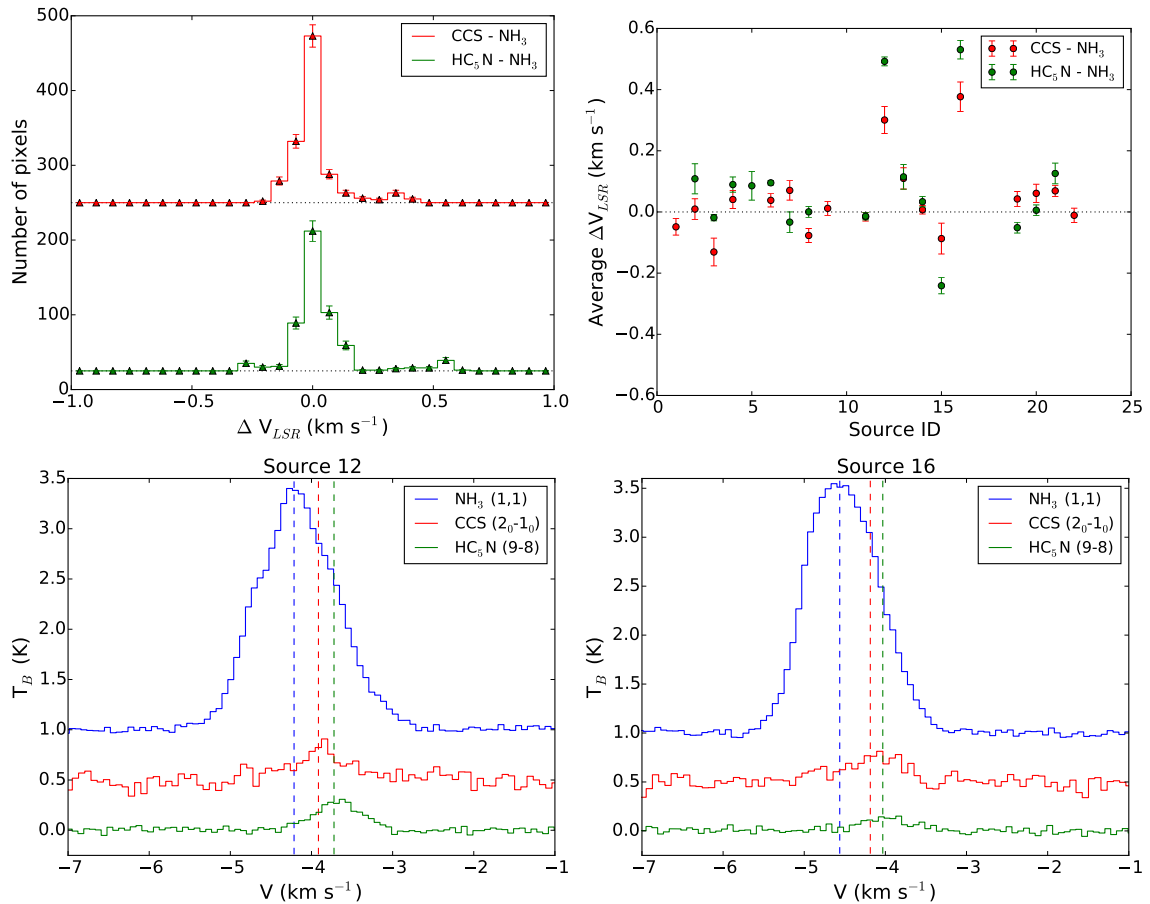 500
400
300
200
100
0
Number of pixels
−1.0 −0.5 0.0 0.5 1.0
Δ V_LSR (km s⁻¹)
CCS - NH₃
HC₅N - NH₃
0.6
0.4
0.2
0.0
−0.2
−0.4
−0.6
Average ΔV_LSR (km s⁻¹)
0 5 10 15 20 25
Source ID
CCS - NH₃
HC₅N - NH₃
Source 12
3.5
3.0
2.5
2.0
1.5
1.0
0.5
0.0
T_B (K)
−7 −6 −5 −4 −3 −2 −1
V (km s⁻¹)
NH₃ (1,1)
CCS (2₀-1₀)
HC₅N (9-8)
Source 16
3.5
3.0
2.5
2.0
1.5
1.0
0.5
0.0
T_B (K)
−7 −6 −5 −4 −3 −2 −1
V (km s⁻¹)
NH₃ (1,1)
CCS (2₀-1₀)
HC₅N (9-8)